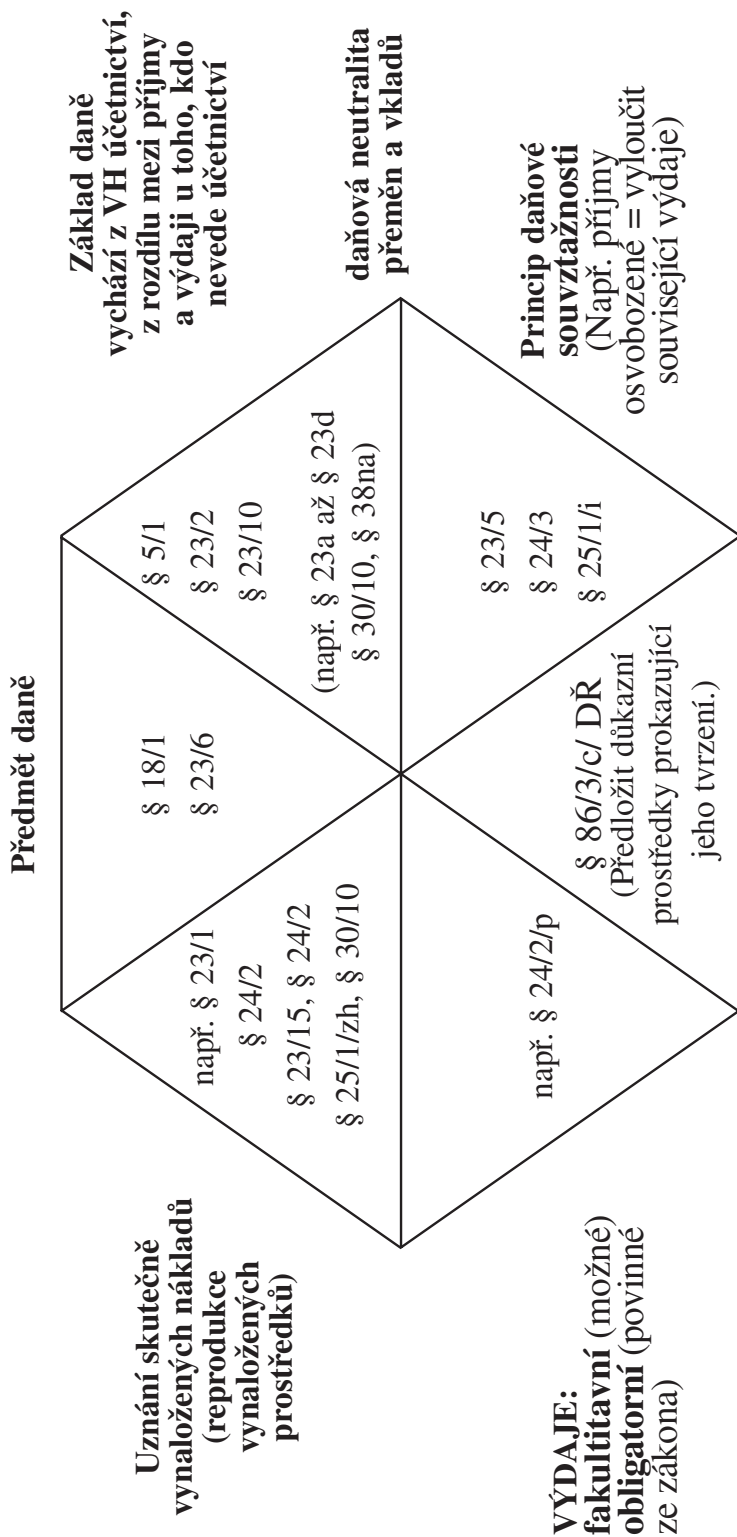 Předmět daně
Uznání skutečně
vynaložených nákladů
(reprodukce
vynaložených
prostředků)
např. § 23/1
§ 24/2
§ 23/15, § 24/2
§ 25/1/zh, § 30/10
§ 18/1
§ 23/6
§ 5/1
§ 23/2
§ 23/10
(např. § 23a až § 23d
§ 30/10, § 38na)
Základ daně
vychází z VH účetnictví,
z rozdílu mezi příjmy
a výdaji u toho, kdo
nevede účetnictví
daňová neutralita
přeměn a vkladů
VÝDAJE:
fakultitavní (možné)
obligatorní (povinné
ze zákona)
např. § 24/2/p
§ 86/3/c/ DŘ
(Předložit důkazní
prostředky prokazující
jeho tvrzení.)
§ 23/5
§ 24/3
§ 25/1/i
Princip daňové
souvztažnosti
(Např. příjmy
osvobozené = vyloučit
související výdaje)